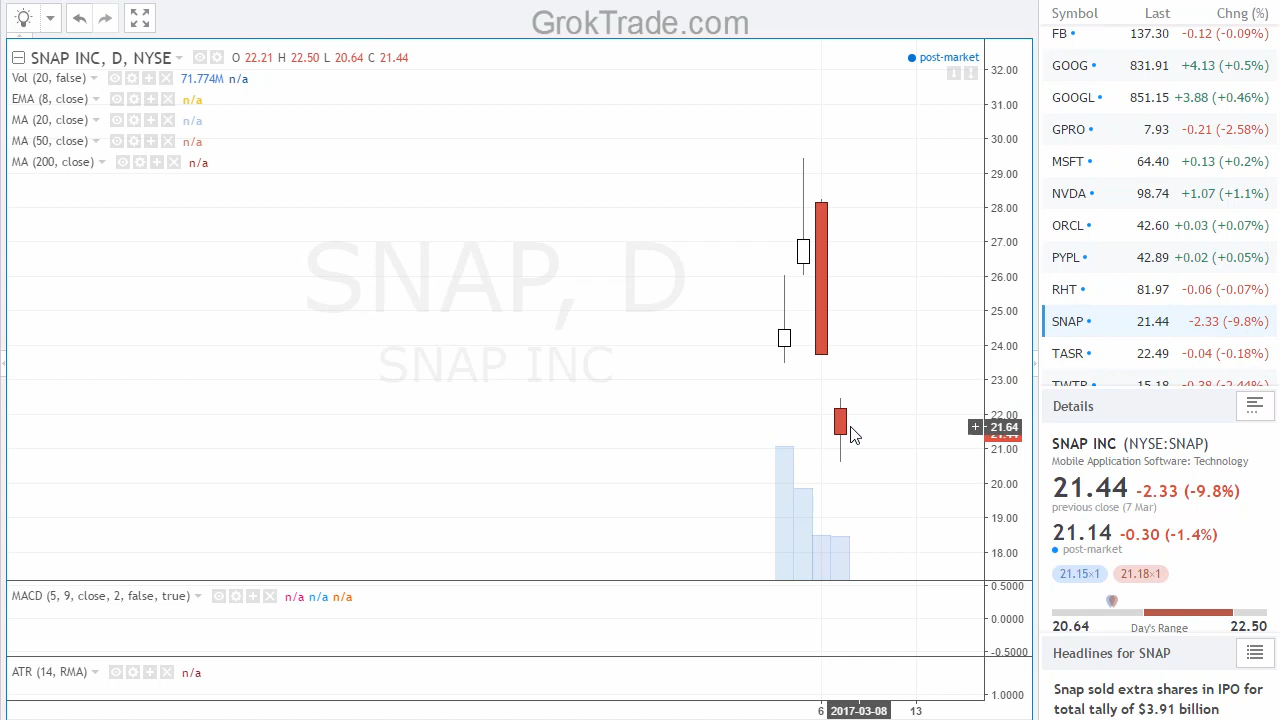 GrokTrade.com
SNAP INC, D, NYSE O 22.21 H 22.50 L 20.64 C 21.44
post-market
Vol (20, false) 71.774M n/a
EMA (8, close) n/a
MA (20, close) n/a
MA (50, close) n/a
MA (200, close) n/a
SNAP, D
SNAP INC
32.00
31.00
30.00
29.00
28.00
27.00
26.00
25.00
24.00
23.00
22.00
21.64
21.44
21.00
20.00
19.00
18.00
MACD (5, 9, close, 2, false, true) n/a n/a n/a
0.5000
0.0000
-0.5000
ATR (14, RMA) n/a
1.0000
6 2017-03-08 13
Symbol Last Chng (%)
FB 137.30 -0.12 (-0.09%)
GOOG 831.91 +4.13 (+0.5%)
GOOGL 851.15 +3.88 (+0.46%)
GPRO 7.93 -0.21 (-2.58%)
MSFT 64.40 +0.13 (+0.2%)
NVDA 98.74 +1.07 (+1.1%)
ORCL 42.60 +0.03 (+0.07%)
PYPL 42.89 +0.02 (+0.05%)
RHT 81.97 -0.06 (-0.07%)
SNAP 21.44 -2.33 (-9.8%)
TASR 22.49 -0.04 (-0.18%)
TWTR 15.18 -0.38 (-2.44%)
Details
SNAP INC (NYSE:SNAP)
Mobile Application Software: Technology
21.44 -2.33 (-9.8%)
previous close (7 Mar)
21.14 -0.30 (-1.4%)
post-market
21.15×1 21.18×1
20.64 Day's Range 22.50
Headlines for SNAP
Snap sold extra shares in IPO for
total tally of $3.91 billion